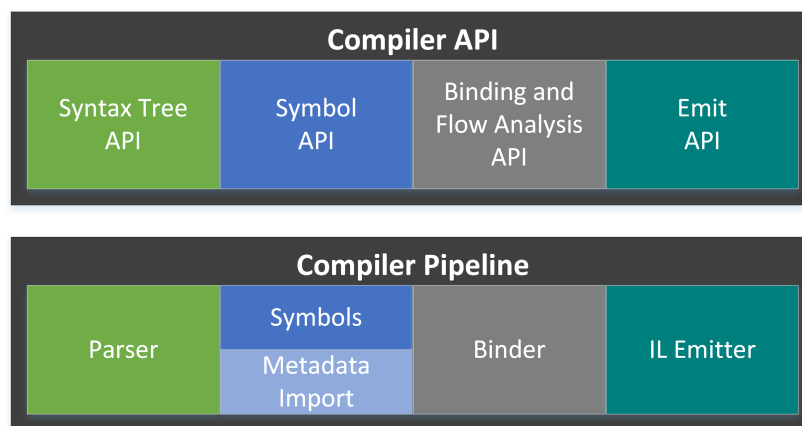 Compiler API
Syntax Tree
API
Symbol
API
Binding and
Flow Analysis
API
Emit
API
Compiler Pipeline
Parser
Symbols
Metadata
Import
Binder
IL Emitter